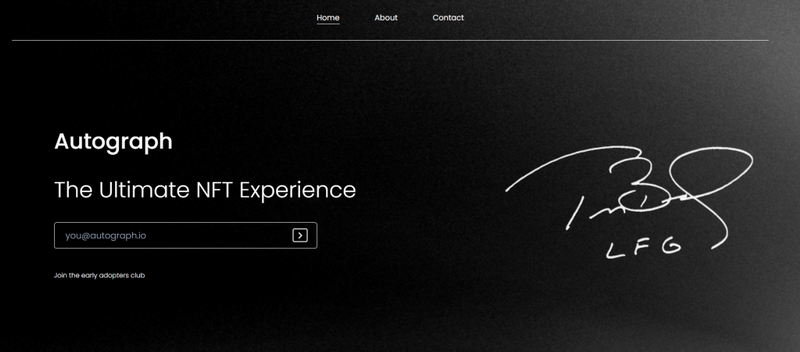 Home About Contact
Autograph
The Ultimate NFT Experience
you@autograph.io
Join the early adopters club
LFG